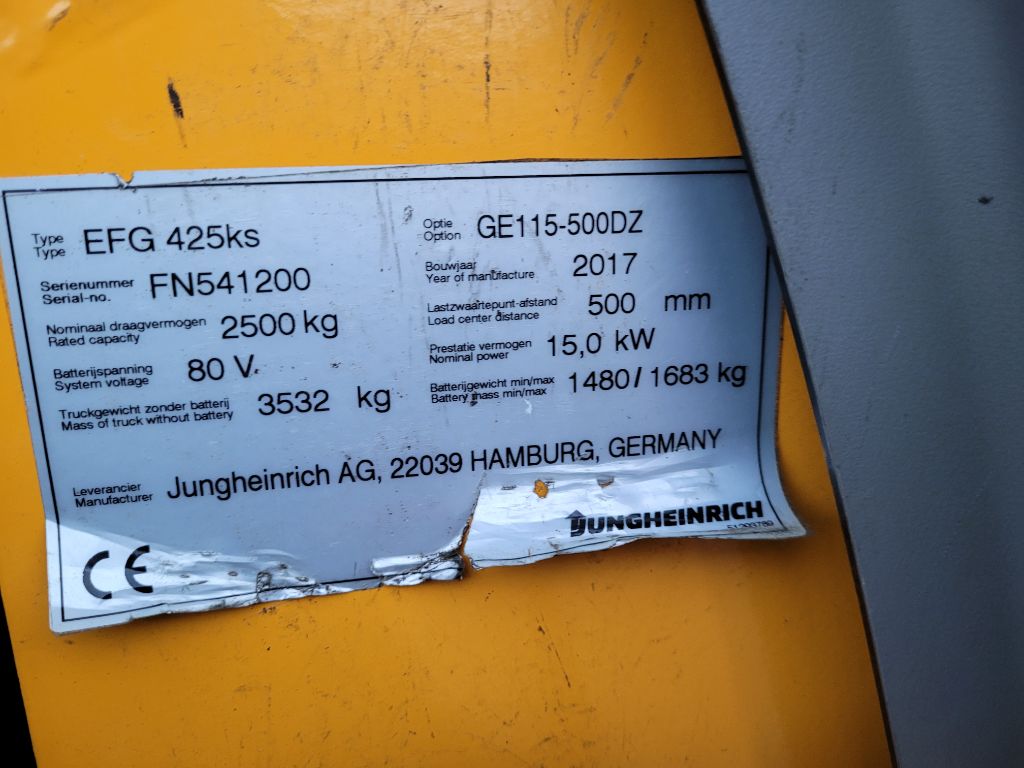 Type EFG 425ks
Type
Optie GE115-500DZ
Option
Serienummer FN541200
Serial-no.
Bouwjaar 2017
Year of manufacture
Nominaal draagvermogen 2500 kg
Rated capacity
Lastzwaartepunt-afstand 500 mm
Load center distance
Batterijspanning 80 V.
System voltage
Prestatie vermogen 15,0 kW
Nominal power
Truckgewicht zonder batterij 3532 kg
Mass of truck without battery
Batterijgewicht min/max 1480/ 1683 kg
Battery mass min/max
Leverancier Jungheinrich AG, 22039 HAMBURG, GERMANY
Manufacturer
JUNGHEINRICH
CE